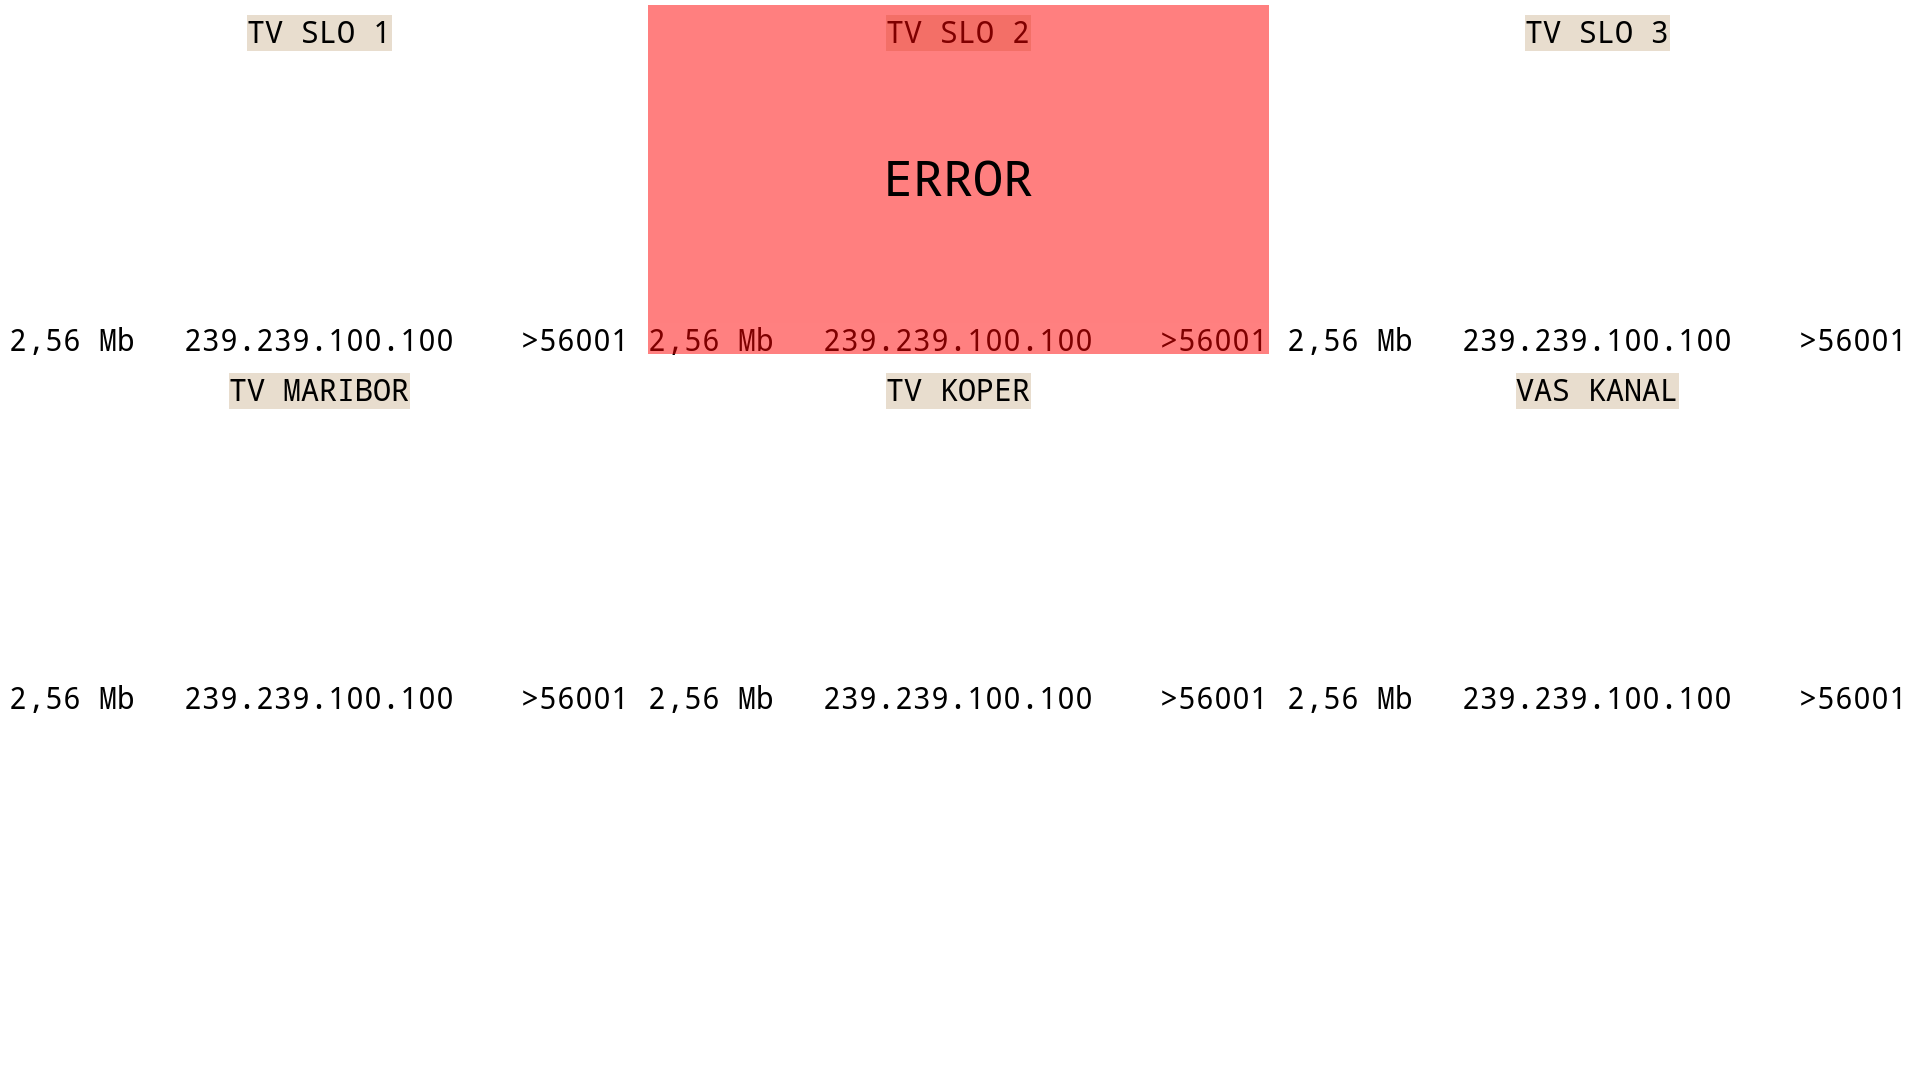 TV SLO 1 TV SLO 2 TV SLO 3
ERROR
2,56 Mb 239.239.100.100 >56001 2,56 Mb 239.239.100.100 >56001 2,56 Mb 239.239.100.100 >56001
TV MARIBOR TV KOPER VAS KANAL
2,56 Mb 239.239.100.100 >56001 2,56 Mb 239.239.100.100 >56001 2,56 Mb 239.239.100.100 >56001